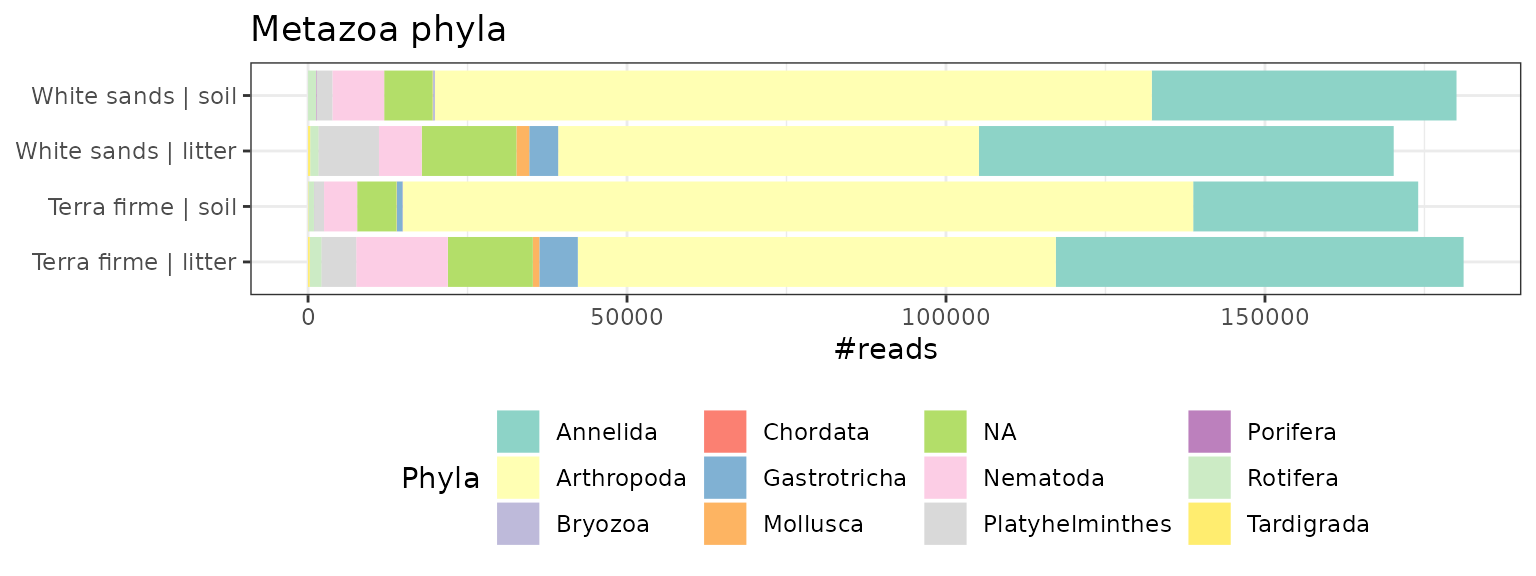 Metazoa phyla
White sands | soil
White sands | litter
Terra firme | soil
Terra firme | litter
0 50000 100000 150000
#reads
Phyla
Annelida Chordata NA Porifera
Arthropoda Gastrotricha Nematoda Rotifera
Bryozoa Mollusca Platyhelminthes Tardigrada